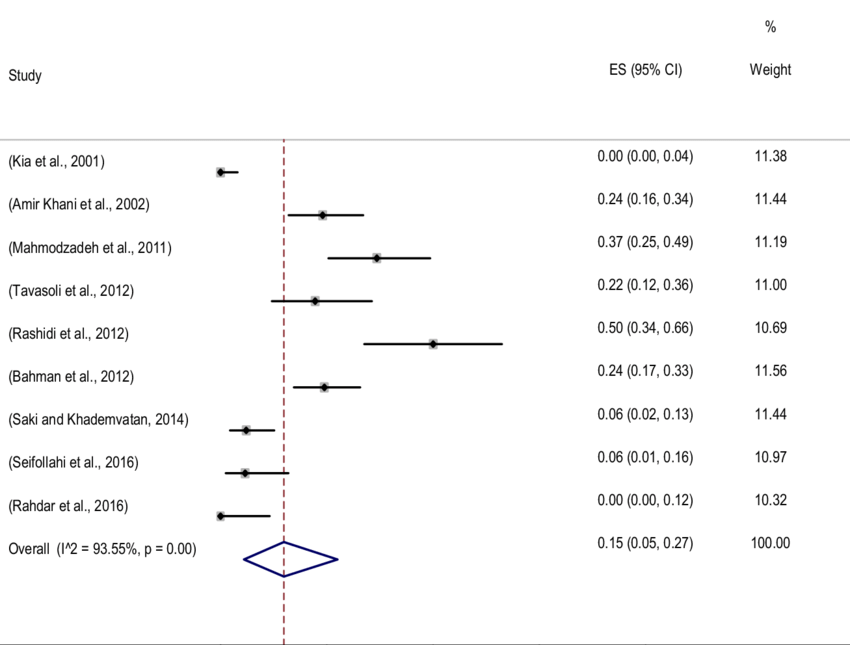 %
Study ES (95% CI) Weight
(Kia et al., 2001) 0.00 (0.00, 0.04) 11.38
(Amir Khani et al., 2002) 0.24 (0.16, 0.34) 11.44
(Mahmodzadeh et al., 2011) 0.37 (0.25, 0.49) 11.19
(Tavasoli et al., 2012) 0.22 (0.12, 0.36) 11.00
(Rashidi et al., 2012) 0.50 (0.34, 0.66) 10.69
(Bahman et al., 2012) 0.24 (0.17, 0.33) 11.56
(Saki and Khademvatan, 2014) 0.06 (0.02, 0.13) 11.44
(Seifollahi et al., 2016) 0.06 (0.01, 0.16) 10.97
(Rahdar et al., 2016) 0.00 (0.00, 0.12) 10.32
Overall (I^2 = 93.55%, p = 0.00) 0.15 (0.05, 0.27) 100.00